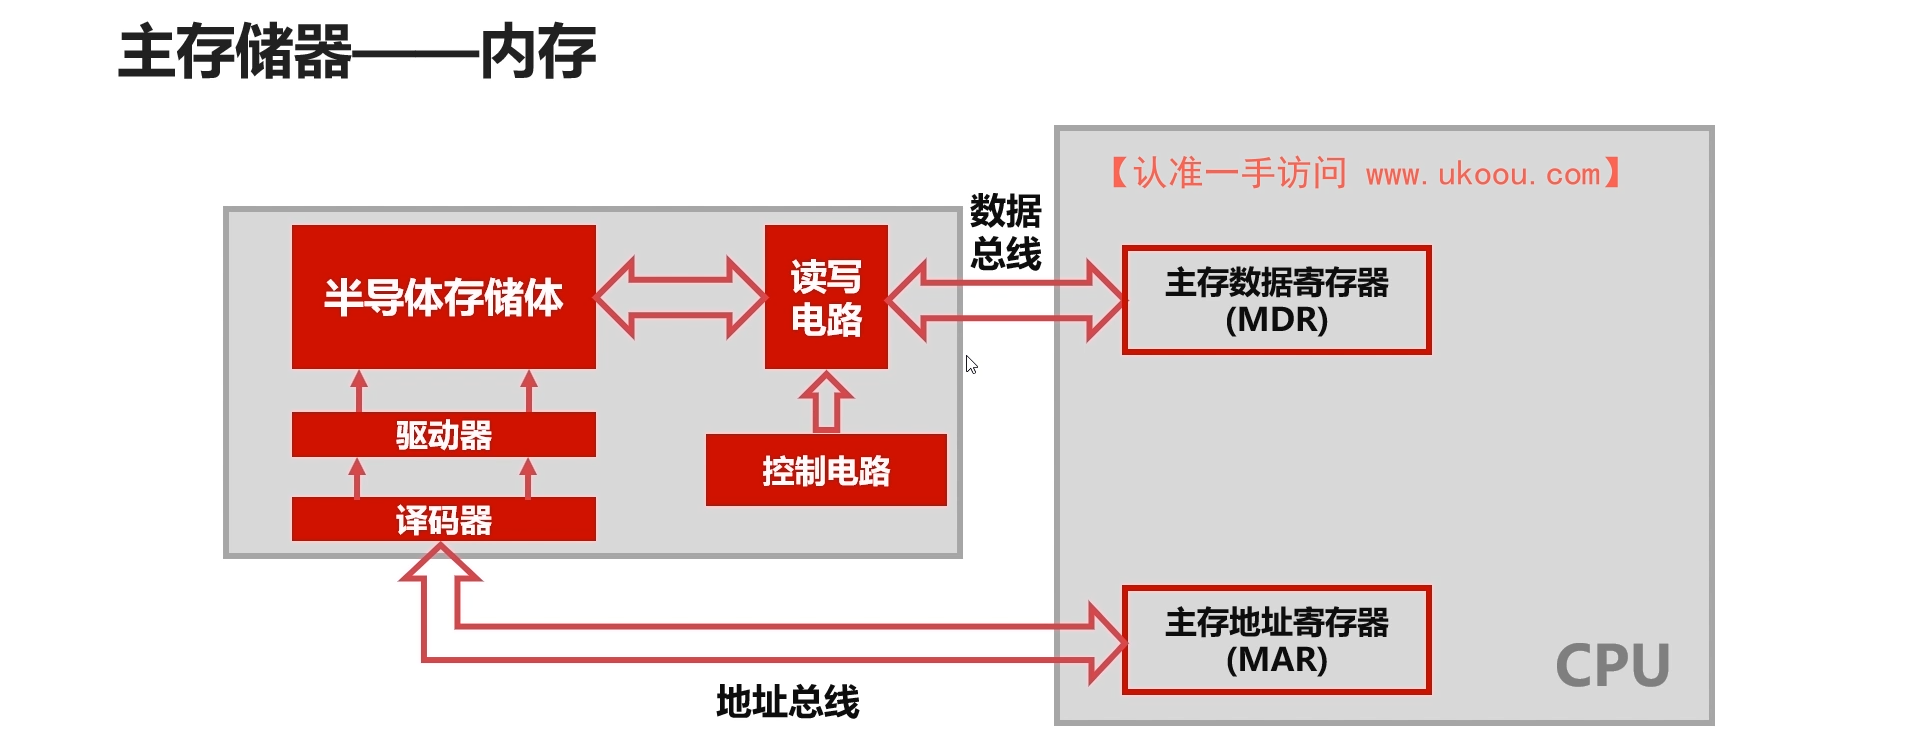 主存储器——内存
【认准一手访问 www.ukoou.com】
数据
总线
半导体存储体
读写
电路
主存数据寄存器
(MDR)
驱动器
控制电路
译码器
主存地址寄存器
(MAR)
CPU
地址总线